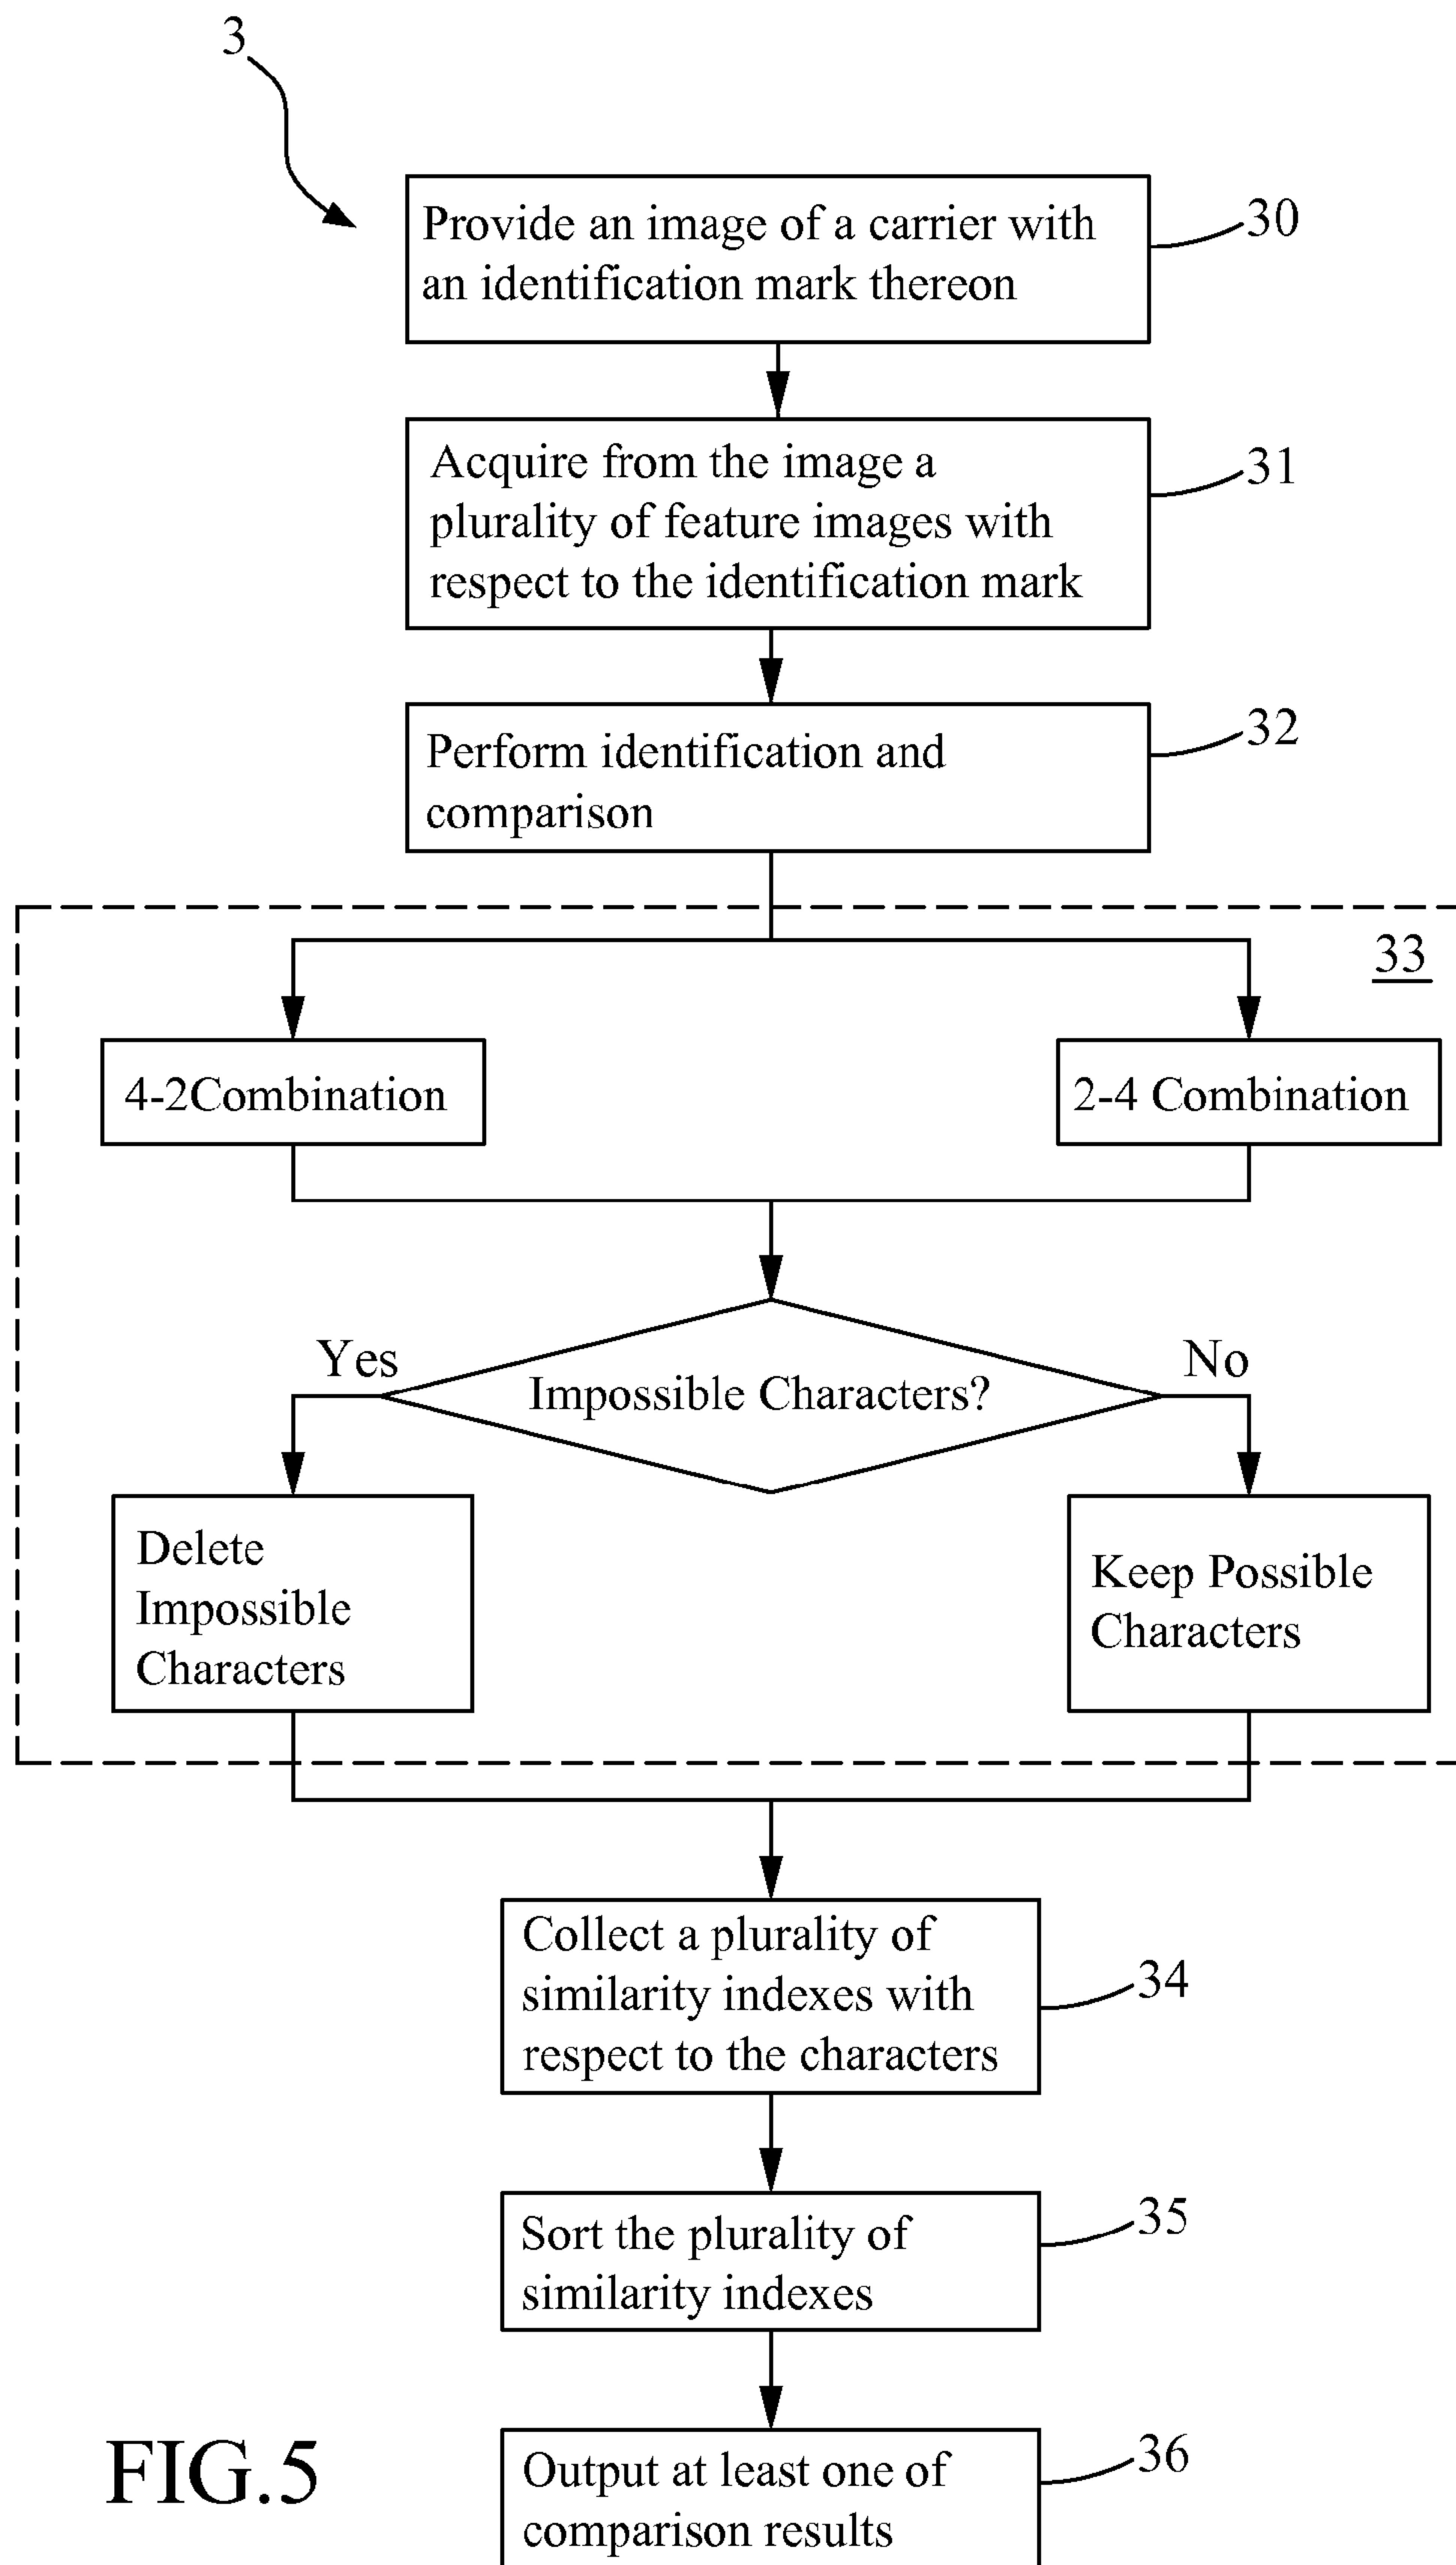 3
Provide an image of a carrier with
an identification mark thereon
30
Acquire from the image a
plurality of feature images with
respect to the identification mark
31
Perform identification and
comparison
32
33
4-2Combination
2-4 Combination
Impossible Characters?
Yes
No
Delete
Impossible
Characters
Keep Possible
Characters
Collect a plurality of
similarity indexes with
respect to the characters
34
Sort the plurality of
similarity indexes
35
Output at least one of
comparison results
36
FIG.5